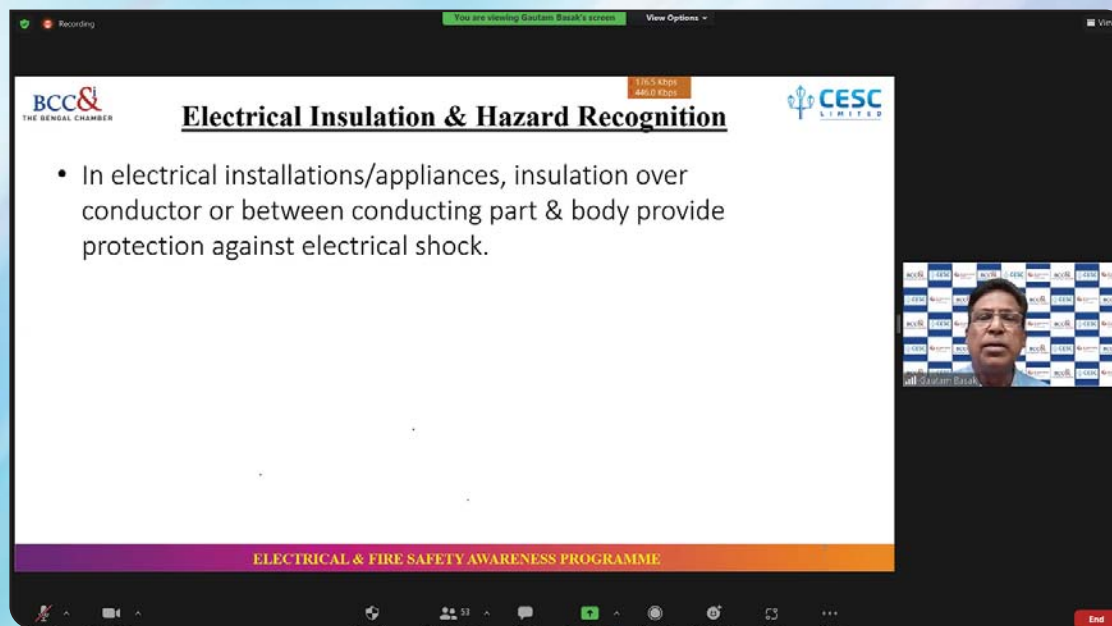 Recording
You are viewing Gautam Basak's screen
View Options
View
176.5 Kbps
446.0 Kbps
BCC&i
THE BENGAL CHAMBER
Electrical Insulation & Hazard Recognition
CESC
LIMITED
• In electrical installations/appliances, insulation over
conductor or between conducting part & body provide
protection against electrical shock.
Gautam Basak
ELECTRICAL & FIRE SAFETY AWARENESS PROGRAMME
53
End